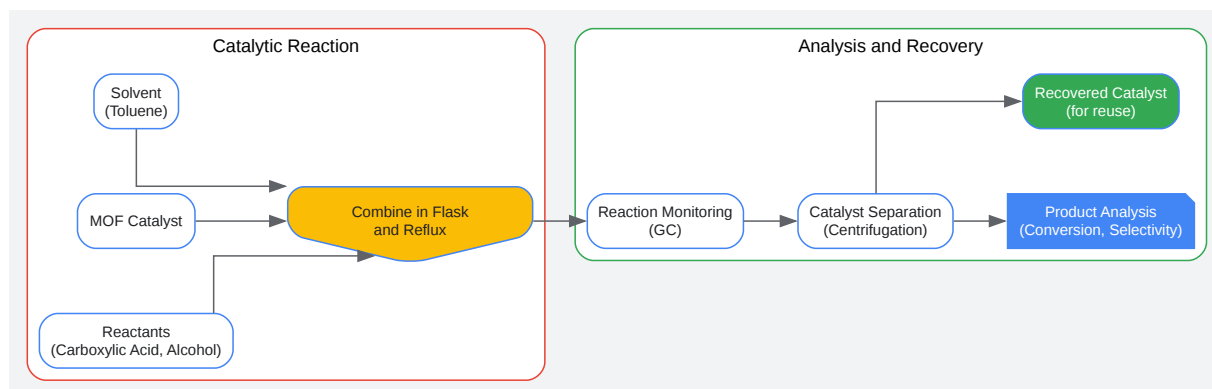 Catalytic Reaction
Solvent
(Toluene)
MOF Catalyst
Reactants
(Carboxylic Acid, Alcohol)
Combine in Flask
and Reflux
Analysis and Recovery
Reaction Monitoring
(GC)
Catalyst Separation
(Centrifugation)
Recovered Catalyst
(for reuse)
Product Analysis
(Conversion, Selectivity)